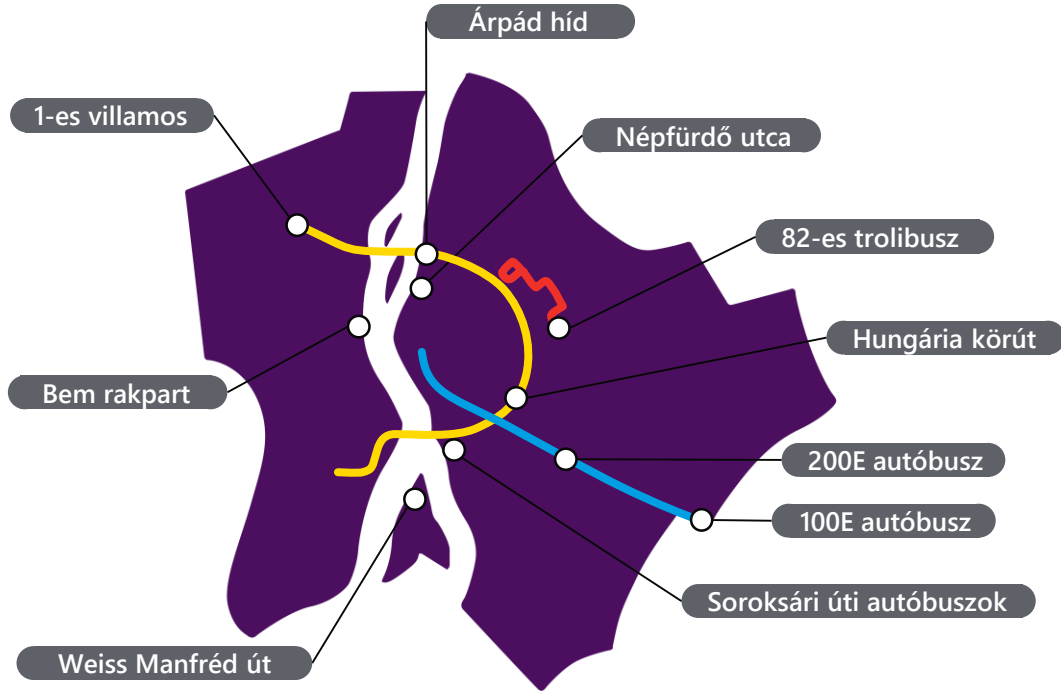 Árpád híd
1-es villamos
Népfürdő utca
82-es trolibusz
Hungária körút
Bem rakpart
200E autóbusz
100E autóbusz
Soroksári úti autóbuszok
Weiss Manfréd út